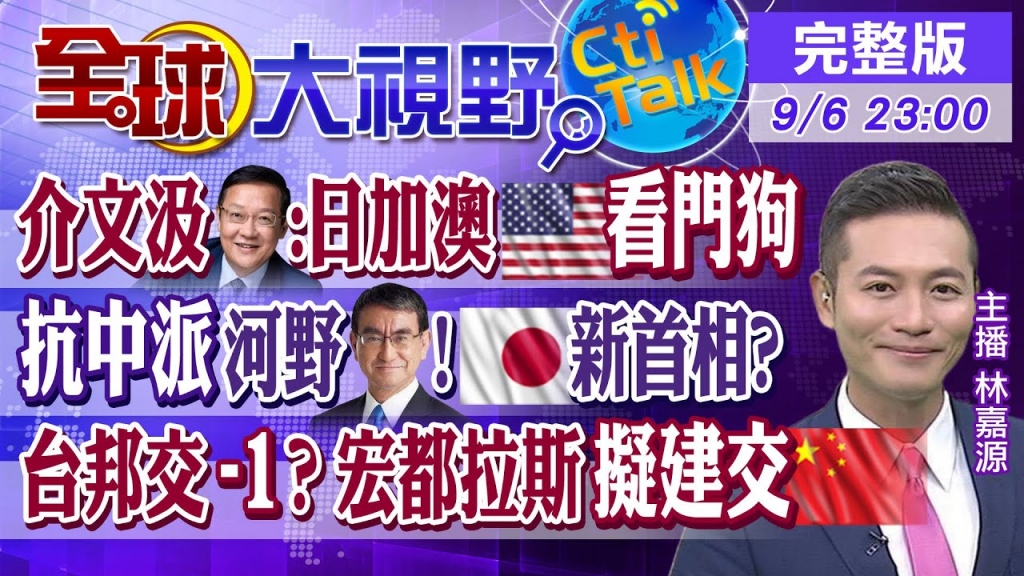 全球大視野
Cti Talk
完整版
9/6 23:00
介文汲:日加澳 看門狗
抗中派河野! 新首相?
台邦交-1?宏都拉斯擬建交
主播 林嘉源